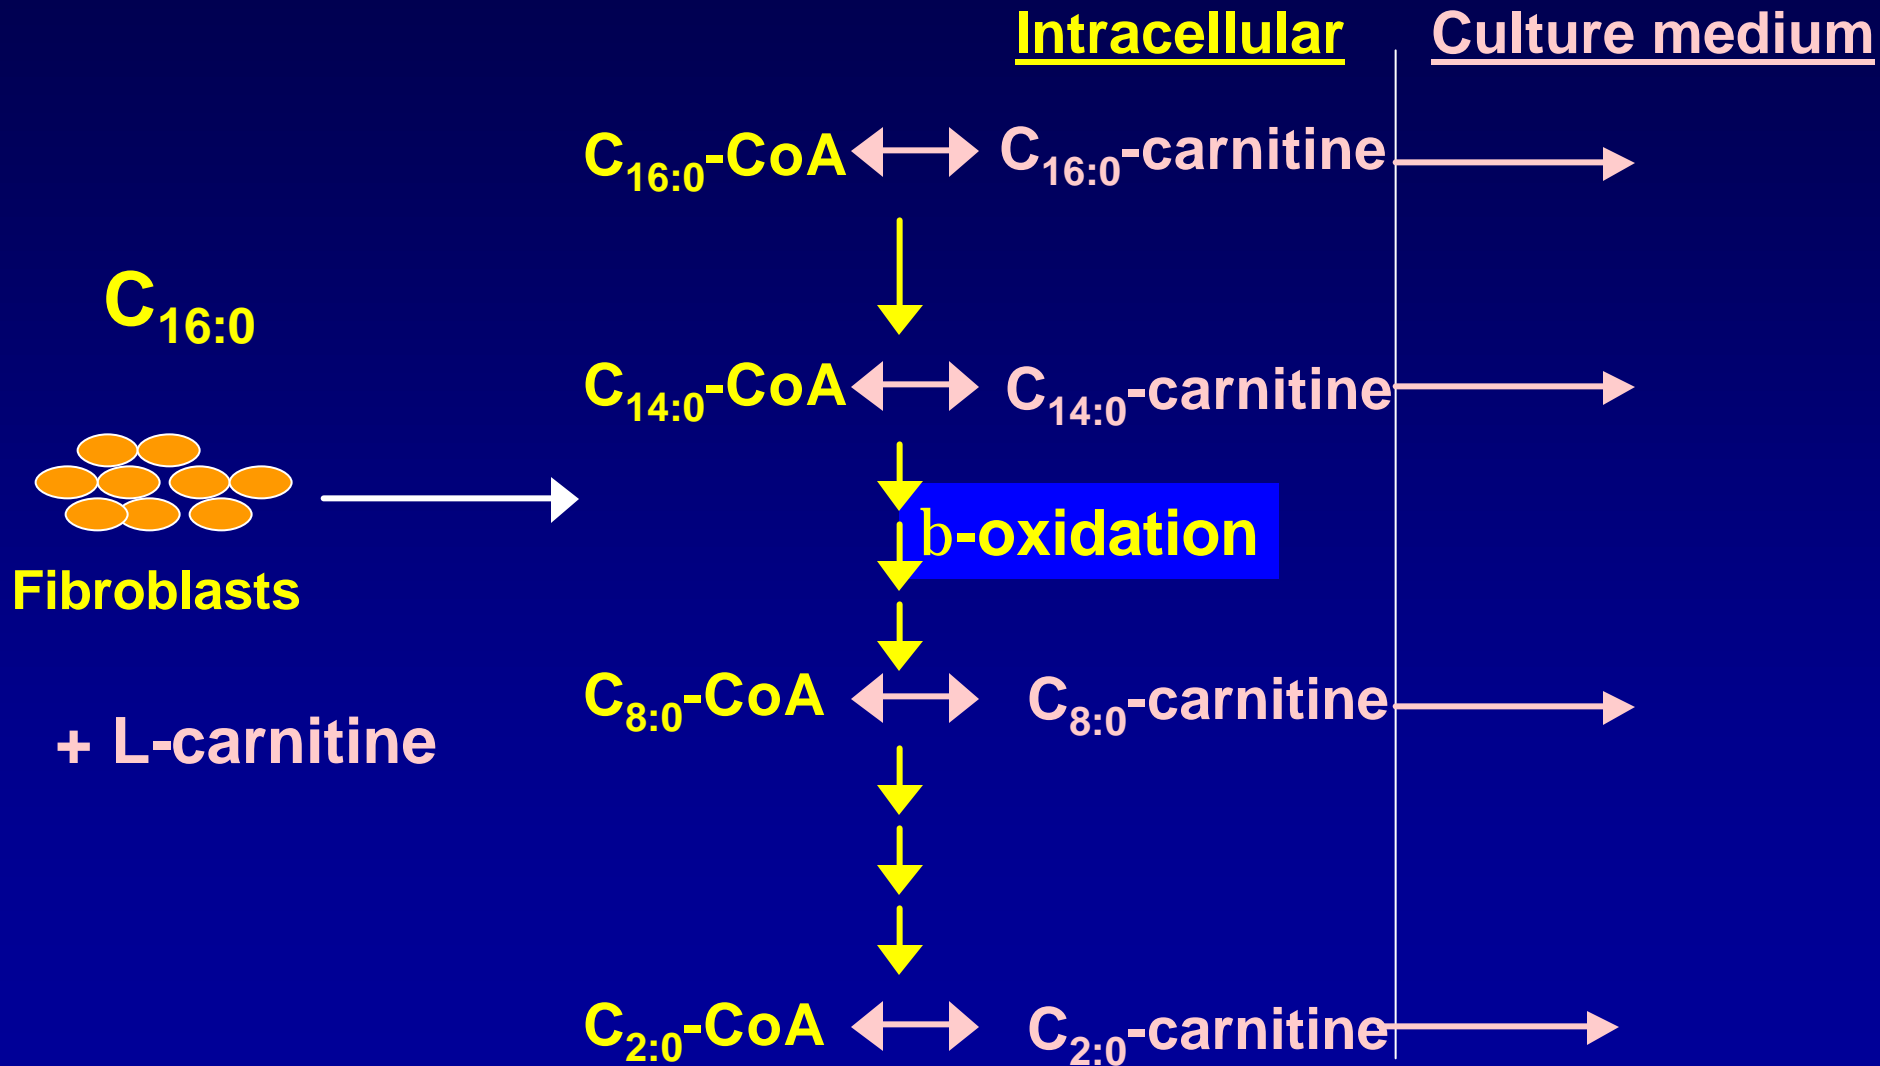 Intracellular
Culture medium
C16:0-CoA
C16:0-carnitine
C16:0
C14:0-CoA
C14:0-carnitine
b-oxidation
Fibroblasts
C8:0-CoA
C8:0-carnitine
+ L-carnitine
C2:0-CoA
C2:0-carnitine